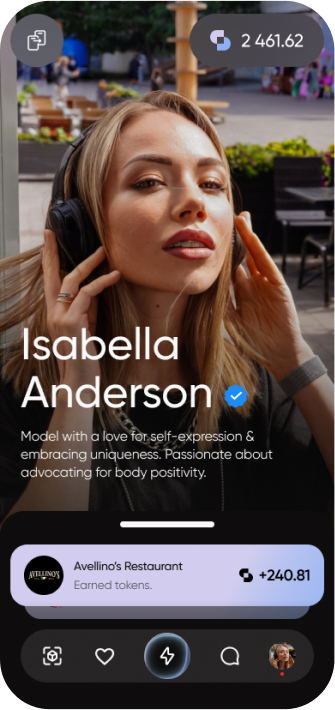 2 461.62
Isabella
Anderson
Model with a love for self-expression &
embracing uniqueness. Passionate about
advocating for body positivity.
AVELLINO'S
Avellino's Restaurant
Earned tokens.
+240.81